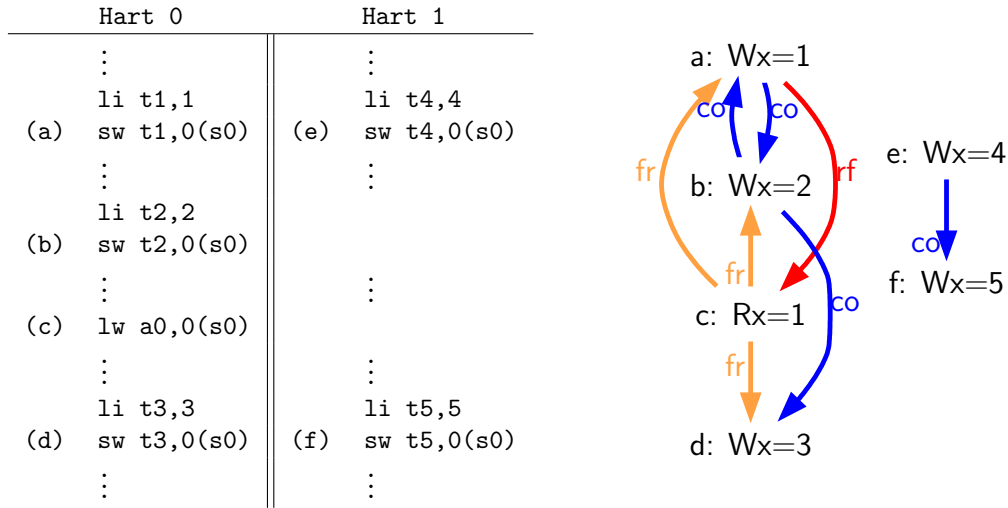 Hart 0 Hart 1
⋮ ⋮
li t1,1 li t4,4
(a) sw t1,0(s0) (e) sw t4,0(s0)
⋮ ⋮
li t2,2
(b) sw t2,0(s0)
⋮ ⋮
(c) lw a0,0(s0)
⋮ ⋮
li t3,3 li t5,5
(d) sw t3,0(s0) (f) sw t5,0(s0)
⋮ ⋮
a: Wx=1
co co
fr rf
b: Wx=2
fr
c: Rx=1
co
fr
d: Wx=3
e: Wx=4
co
f: Wx=5